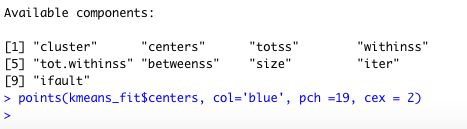 Available components:
[1] "cluster"      "centers"      "totss"        "withinss"
[5] "tot.withinss" "betweenss"    "size"         "iter"
[9] "ifault"
> points(kmeans_fit$centers, col='blue', pch =19, cex = 2)
>